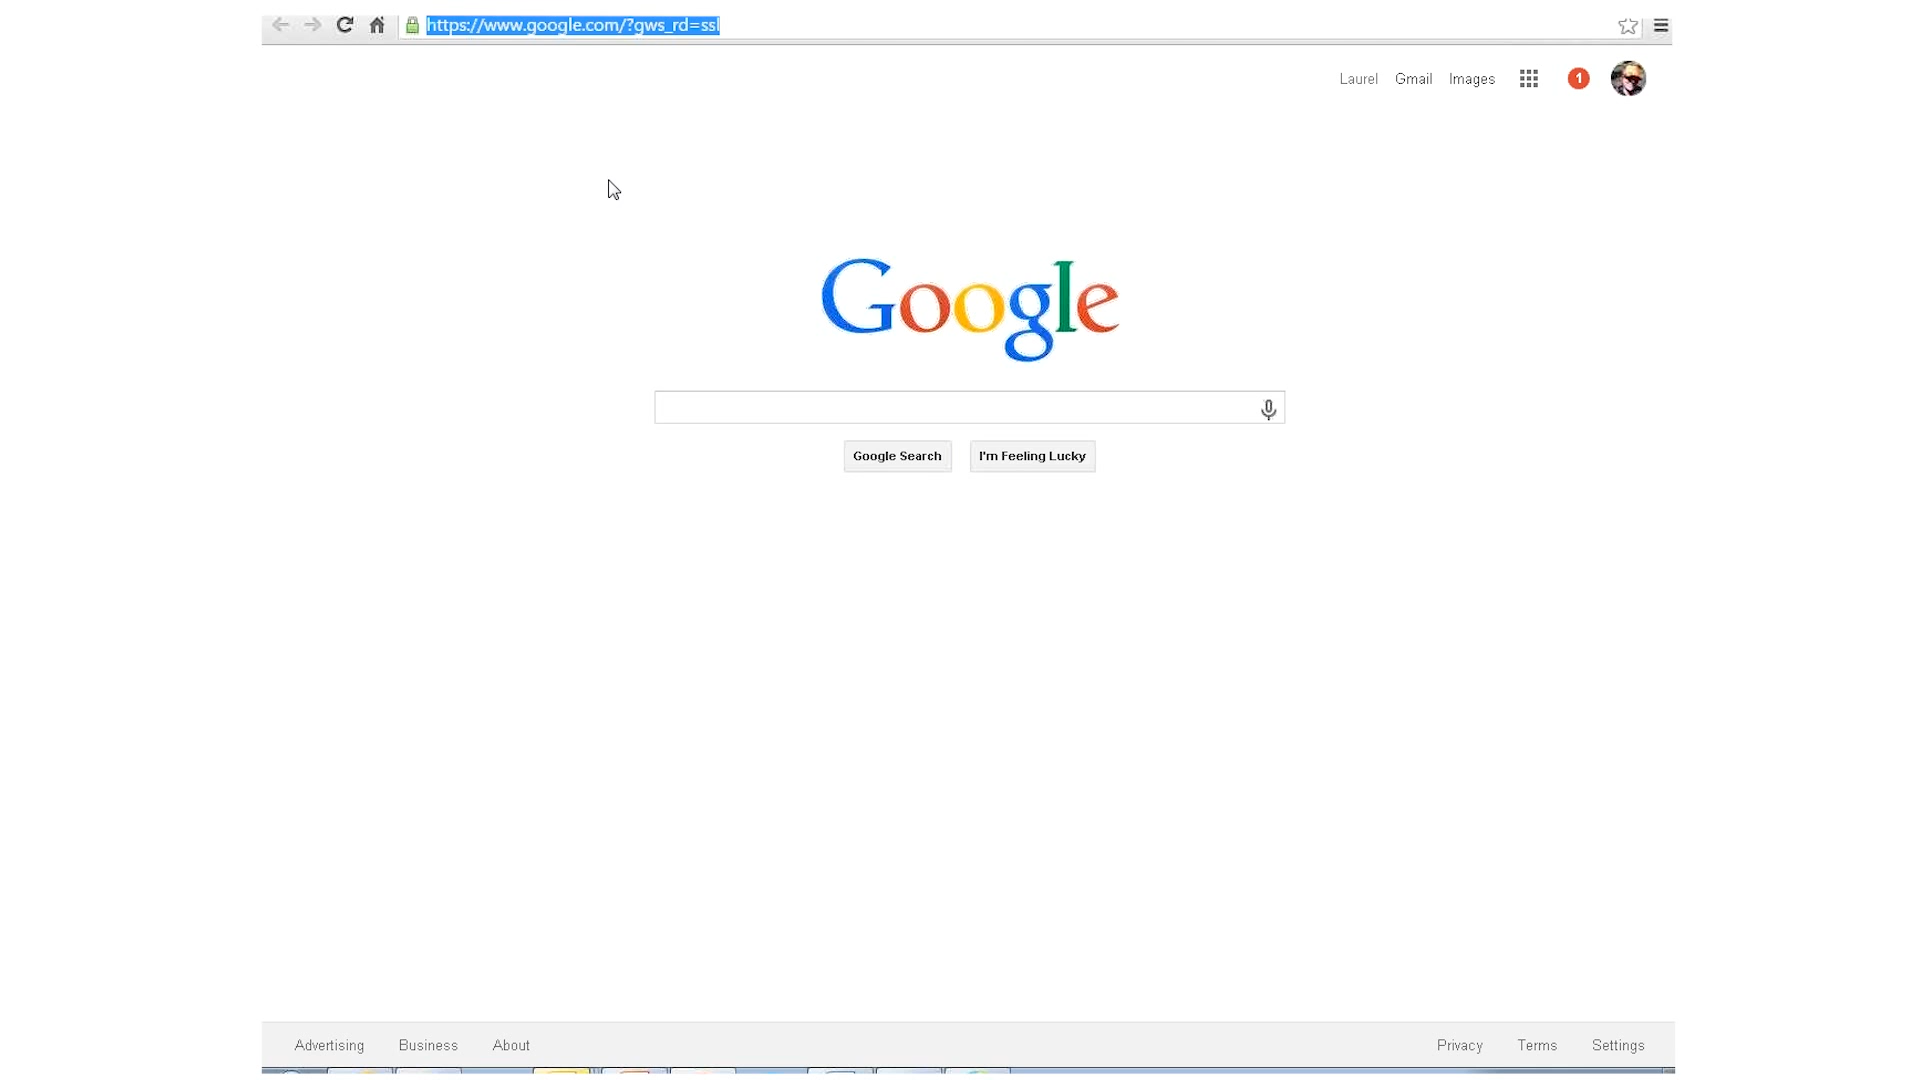 https://www.google.com/?gws_rd=ssl
Laurel Gmail Images 1
Google
Google Search I'm Feeling Lucky
Advertising Business About Privacy Terms Settings